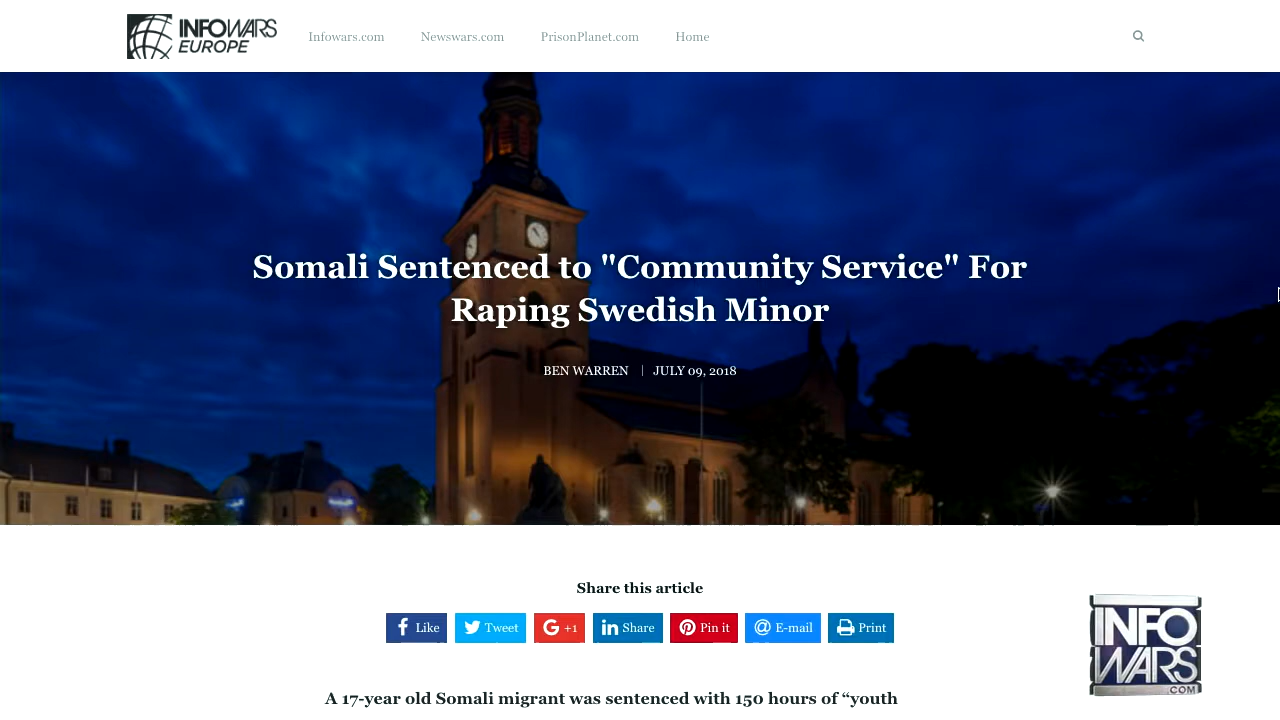 INFOWARS
EUROPE
Infowars.com Newswars.com PrisonPlanet.com Home
Somali Sentenced to "Community Service" For
Raping Swedish Minor
BEN WARREN | JULY 09, 2018
Share this article
Like Tweet +1 Share Pin it E-mail Print
INFO
WARS
.COM
A 17-year old Somali migrant was sentenced with 150 hours of “youth